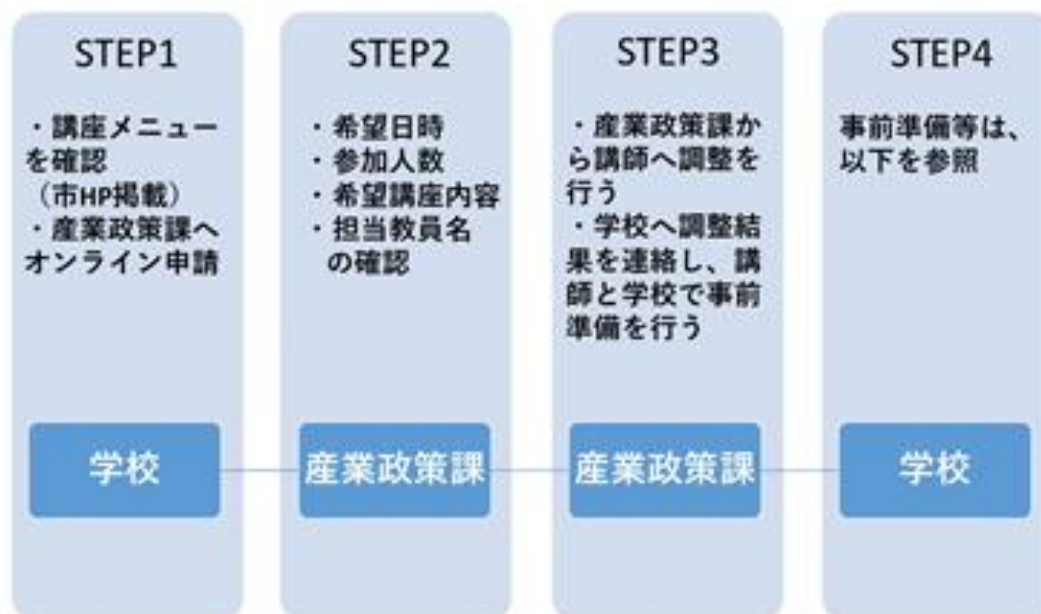 STEP1
・講座メニュー
を確認
（市HP掲載）
・産業政策課へ
オンライン申請
学校
STEP2
・希望日時
・参加人数
・希望講座内容
・担当教員名
の確認
産業政策課
STEP3
・産業政策課か
ら講師へ調整を
行う
・学校へ調整結
果を連絡し、講
師と学校で事前
準備を行う
産業政策課
STEP4
事前準備等は、
以下を参照
学校